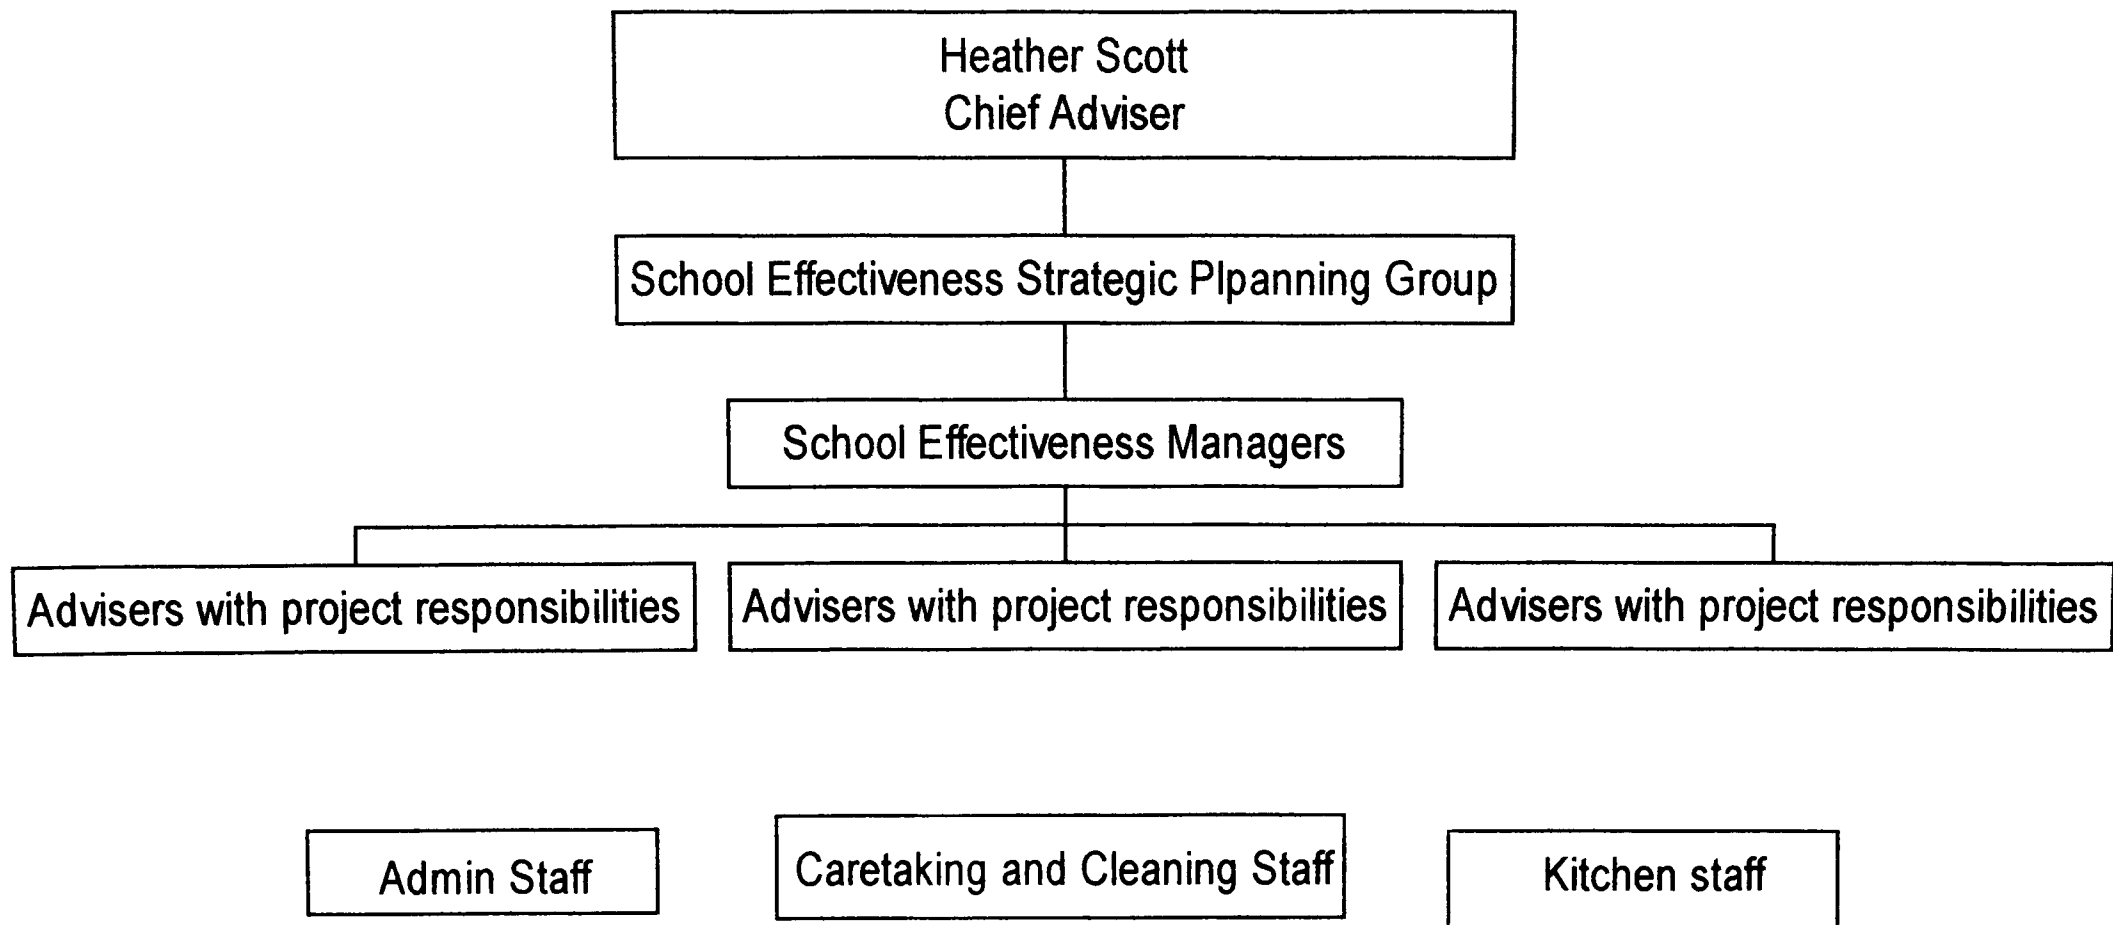 Heather Scott
Chief Adviser
School Effectiveness Strategic Plpanning Group
School Effectiveness Managers
Advisers with project responsibilities
Advisers with project responsibilities
Advisers with project responsibilities
Admin Staff
Caretaking and Cleaning Staff
Kitchen staff